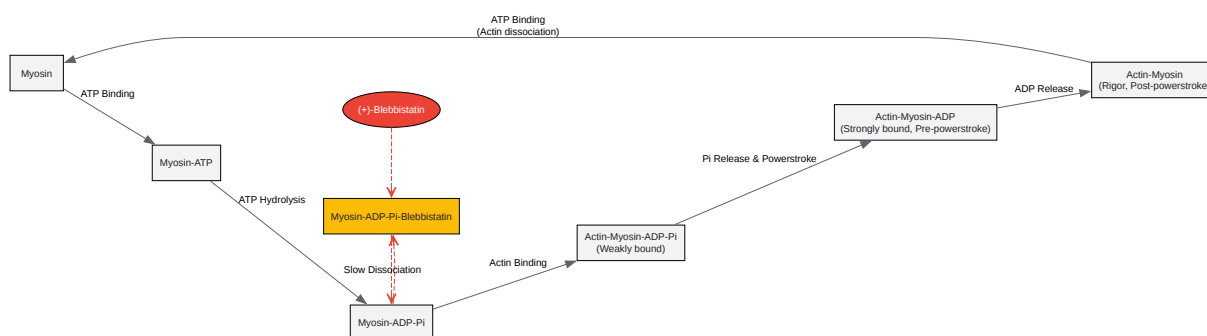 ATP Binding
(Actin dissociation)
Myosin
ATP Binding
(+)-Blebbistatin
Actin-Myosin
(Rigor, Post-powerstroke
ADP Release
Actin-Myosin-ADP
(Strongly bound, Pre-powerstroke)
Myosin-ATP
Pi Release & Powerstroke
ATP Hydrolysis
Myosin-ADP-Pi-Blebbistatin
Actin-Myosin-ADP-Pi
(Weakly bound)
Slow Dissociation
Actin Binding
Myosin-ADP-Pi